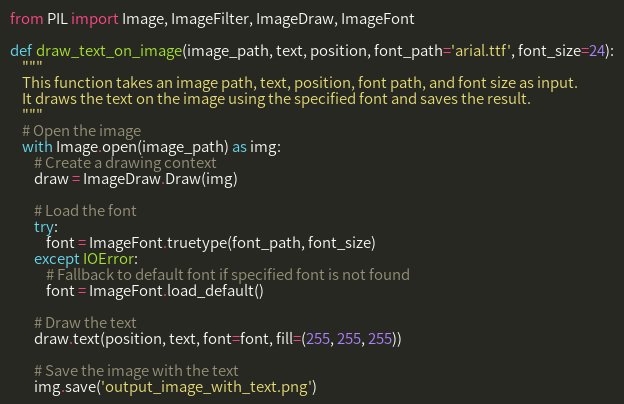 from PIL import Image, ImageFilter, ImageDraw, ImageFont

def draw_text_on_image(image_path, text, position, font_path='arial.ttf', font_size=24):
    """
    This function takes an image path, text, position, font path, and font size as input.
    It draws the text on the image using the specified font and saves the result.
    """
    # Open the image
    with Image.open(image_path) as img:
        # Create a drawing context
        draw = ImageDraw.Draw(img)

        # Load the font
        try:
            font = ImageFont.truetype(font_path, font_size)
        except IOError:
            # Fallback to default font if specified font is not found
            font = ImageFont.load_default()

        # Draw the text
        draw.text(position, text, font=font, fill=(255, 255, 255))

        # Save the image with the text
        img.save('output_image_with_text.png')